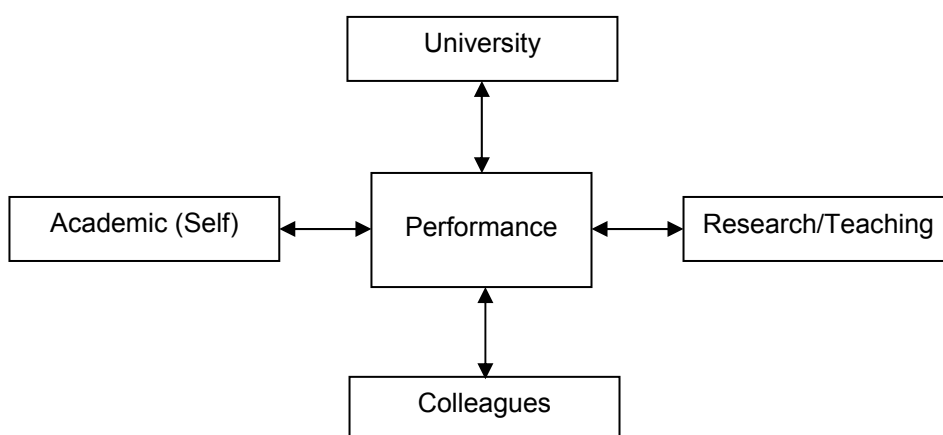 University
Academic (Self)
Performance
Research/Teaching
Colleagues